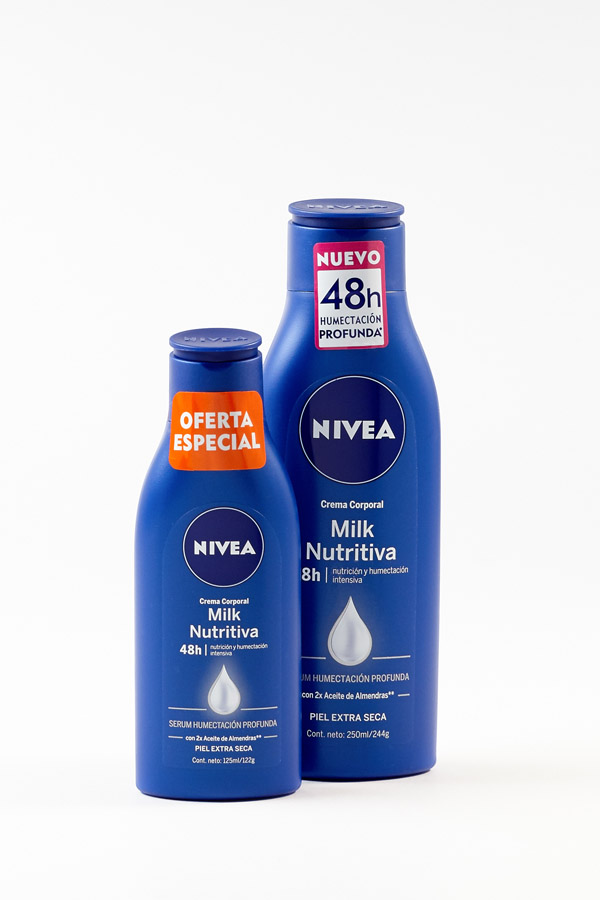 NUEVO
48h
HUMECTACIÓN
PROFUNDA*
NIVEA
Crema Corporal
Milk
Nutritiva
8h | nutrición y humectación
intensiva
UM HUMECTACIÓN PROFUNDA
con 2x Aceite de Almendras**
PIEL EXTRA SECA
Cont. neto: 250ml/244g
NIVEA
OFERTA
ESPECIAL
NIVEA
Crema Corporal
Milk
Nutritiva
48h | nutrición y humectación
intensiva
SERUM HUMECTACIÓN PROFUNDA
con 2x Aceite de Almendras**
PIEL EXTRA SECA
Cont. neto: 125ml/122g